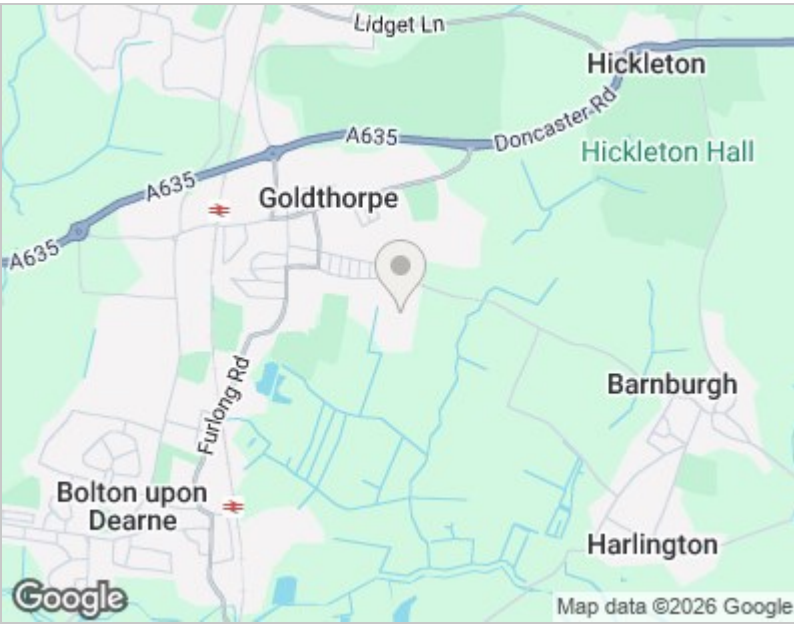 Lidget Ln
Hickleton
A635
Doncaster Rd
Hickleton Hall
A635
Goldthorpe
A635
Furlong Rd
Barnburgh
Bolton upon
Dearne
Harlington
Google
Map data ©2026 Google